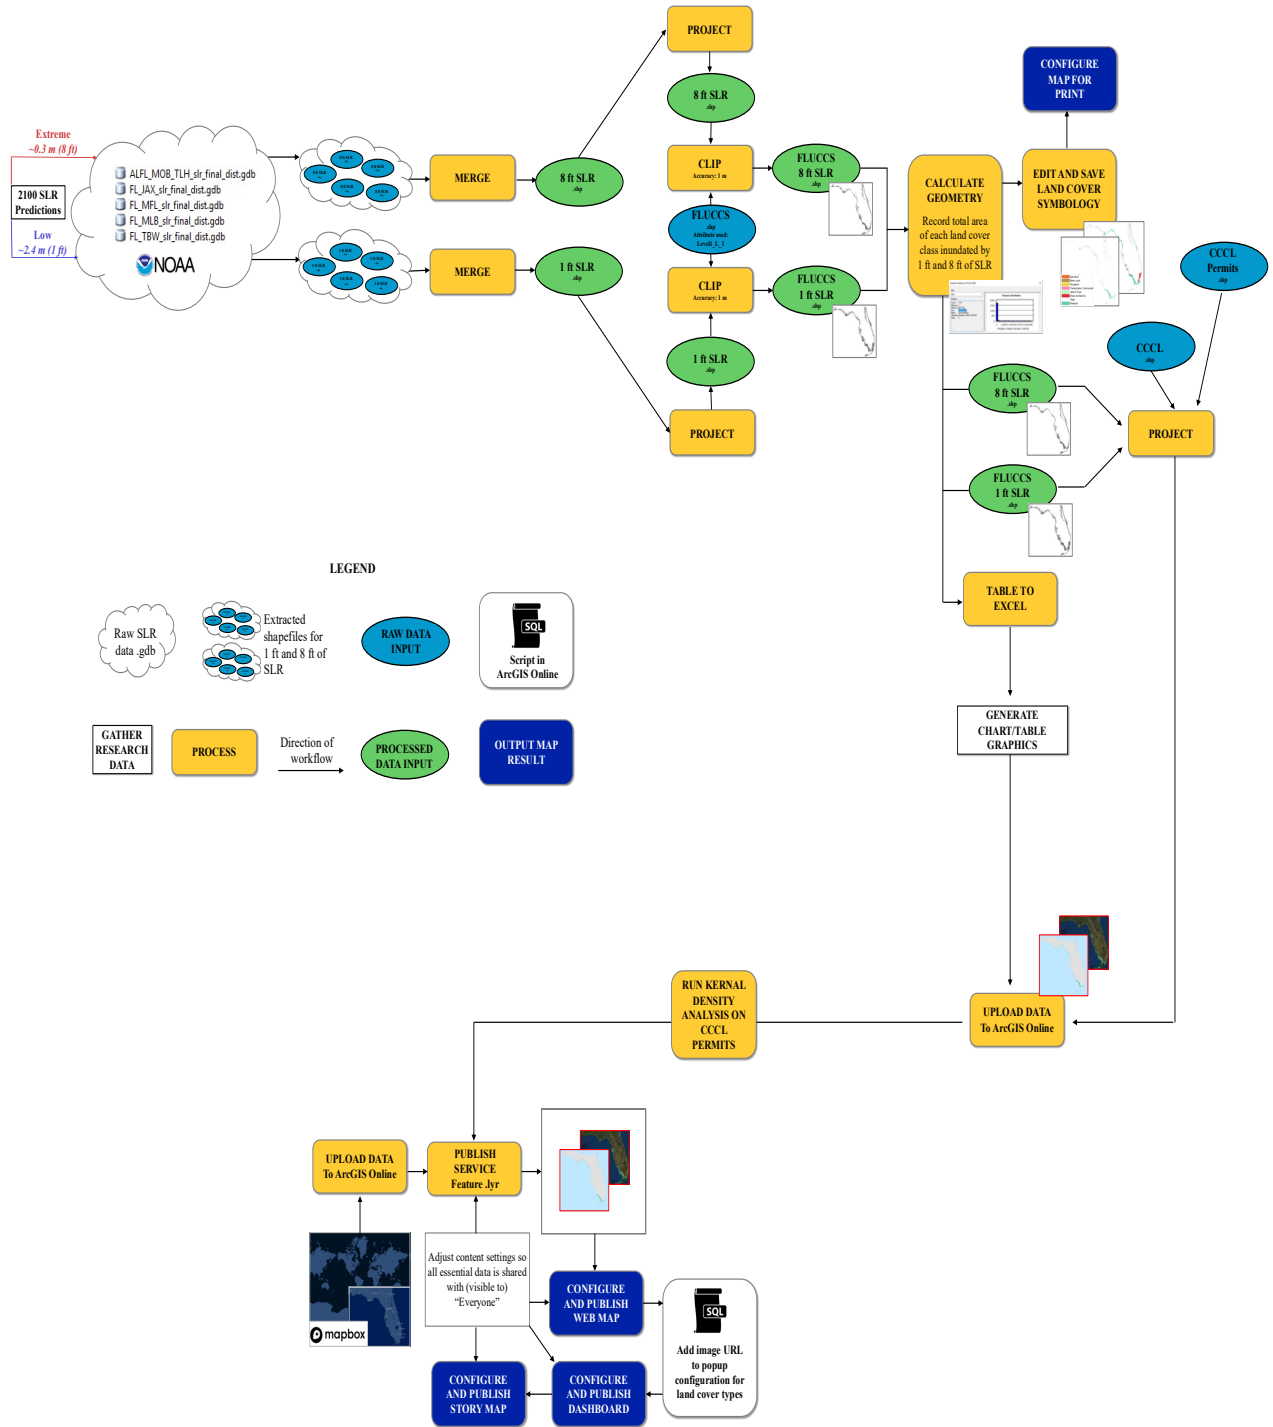 PROJECT
8 ft SLR
.shp
CONFIGURE
MAP FOR
PRINT
Extreme
~0.3 m (8 ft)
2100 SLR
Predictions
Low
~2.4 m (1 ft)
ALFL_MOB_TLH_slr_final_dist.gdb
FL_JAX_slr_final_dist.gdb
FL_MFL_slr_final_dist.gdb
FL_MLB_slr_final_dist.gdb
FL_TBW_slr_final_dist.gdb
NOAA
MERGE
8 ft SLR
.shp
MERGE
1 ft SLR
.shp
CLIP
Accuracy: 1 m
FLUCCS
.shp
Attribute used:
Level1_L_1
CLIP
Accuracy: 1 m
1 ft SLR
.shp
PROJECT
FLUCCS
8 ft SLR
.shp
FLUCCS
1 ft SLR
.shp
CALCULATE
GEOMETRY
Record total area
of each land cover
class inundated by
1 ft and 8 ft of SLR
EDIT AND SAVE
LAND COVER
SYMBOLOGY
CCCL
Permits
.shp
CCCL
.shp
FLUCCS
8 ft SLR
.shp
PROJECT
FLUCCS
1 ft SLR
.shp
TABLE TO
EXCEL
GENERATE
CHART/TABLE
GRAPHICS
LEGEND
Raw SLR
data .gdb
Extracted
shapefiles for
1 ft and 8 ft of
SLR
RAW DATA
INPUT
SQL
Script in
ArcGIS Online
GATHER
RESEARCH
DATA
PROCESS
Direction of
workflow
PROCESSED
DATA INPUT
OUTPUT MAP
RESULT
RUN KERNAL
DENSITY
ANALYSIS ON
CCCL
PERMITS
UPLOAD DATA
To ArcGIS Online
UPLOAD DATA
To ArcGIS Online
PUBLISH
SERVICE
Feature .lyr
mapbox
Adjust content settings so
all essential data is shared
with (visible to)
“Everyone”
CONFIGURE
AND PUBLISH
WEB MAP
SQL
Add image URL
to popup
configuration for
land cover types
CONFIGURE
AND PUBLISH
STORY MAP
CONFIGURE
AND PUBLISH
DASHBOARD